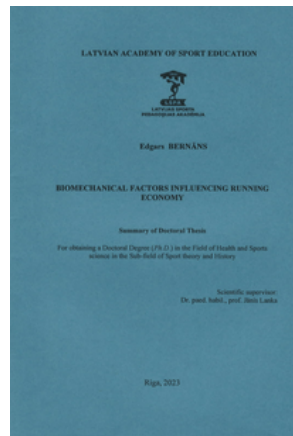 LATVIAN ACADEMY OF SPORT EDUCATION
LATVIJAS SPORTA
PEDAGOĢIJAS AKADĒMIJA
Edgars BERNĀNS
BIOMECHANICAL FACTORS INFLUENCING RUNNING
ECONOMY
Summary of Doctoral Thesis
For obtaining a Doctoral Degree (Ph.D.) in the Field of Health and Sports
science in the Sub-field of Sport theory and History
Scientific supervisor:
Dr. paed. habil., prof. Jānis Lanka
Riga, 2023